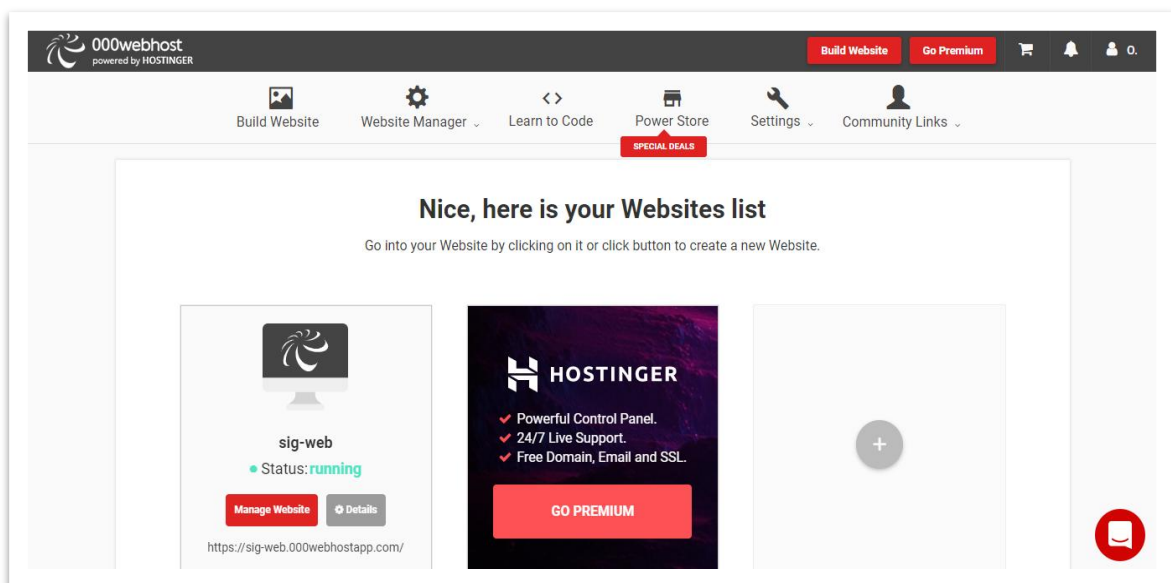 000webhost
powered by HOSTINGER
Build Website
Go Premium
0.
Build Website
Website Manager
Learn to Code
Power Store
Settings
Community Links
SPECIAL DEALS
Nice, here is your Websites list
Go into your Website by clicking on it or click button to create a new Website.
sig-web
Status: running
Manage Website
Details
https://sig-web.000webhostapp.com/
HOSTINGER
Powerful Control Panel.
24/7 Live Support.
Free Domain, Email and SSL.
GO PREMIUM